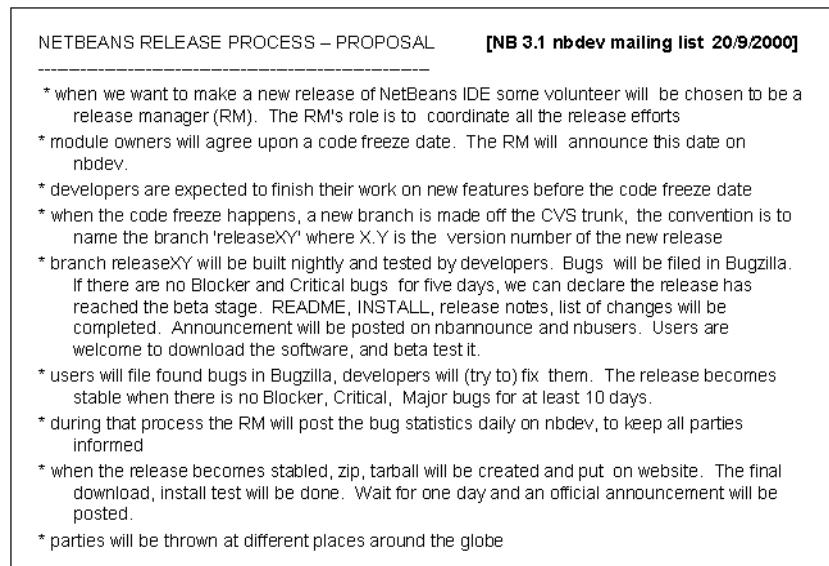 NETBEANS RELEASE PROCESS – PROPOSAL [NB 3.1 nbdev mailing list 20/9/2000]
------------------------------------------------------------
* when we want to make a new release of NetBeans IDE some volunteer will be chosen to be a
release manager (RM). The RM's role is to coordinate all the release efforts
* module owners will agree upon a code freeze date. The RM will announce this date on
nbdev.
* developers are expected to finish their work on new features before the code freeze date
* when the code freeze happens, a new branch is made off the CVS trunk, the convention is to
name the branch 'releaseXY' where X.Y is the version number of the new release
* branch releaseXY will be built nightly and tested by developers. Bugs will be filed in Bugzilla.
If there are no Blocker and Critical bugs for five days, we can declare the release has
reached the beta stage. README, INSTALL, release notes, list of changes will be
completed. Announcement will be posted on nbannounce and nbusers. Users are
welcome to download the software, and beta test it.
* users will file found bugs in Bugzilla, developers will (try to) fix them. The release becomes
stable when there is no Blocker, Critical, Major bugs for at least 10 days.
* during that process the RM will post the bug statistics daily on nbdev, to keep all parties
informed
* when the release becomes stabled, zip, tarball will be created and put on website. The final
download, install test will be done. Wait for one day and an official announcement will be
posted.
* parties will be thrown at different places around the globe